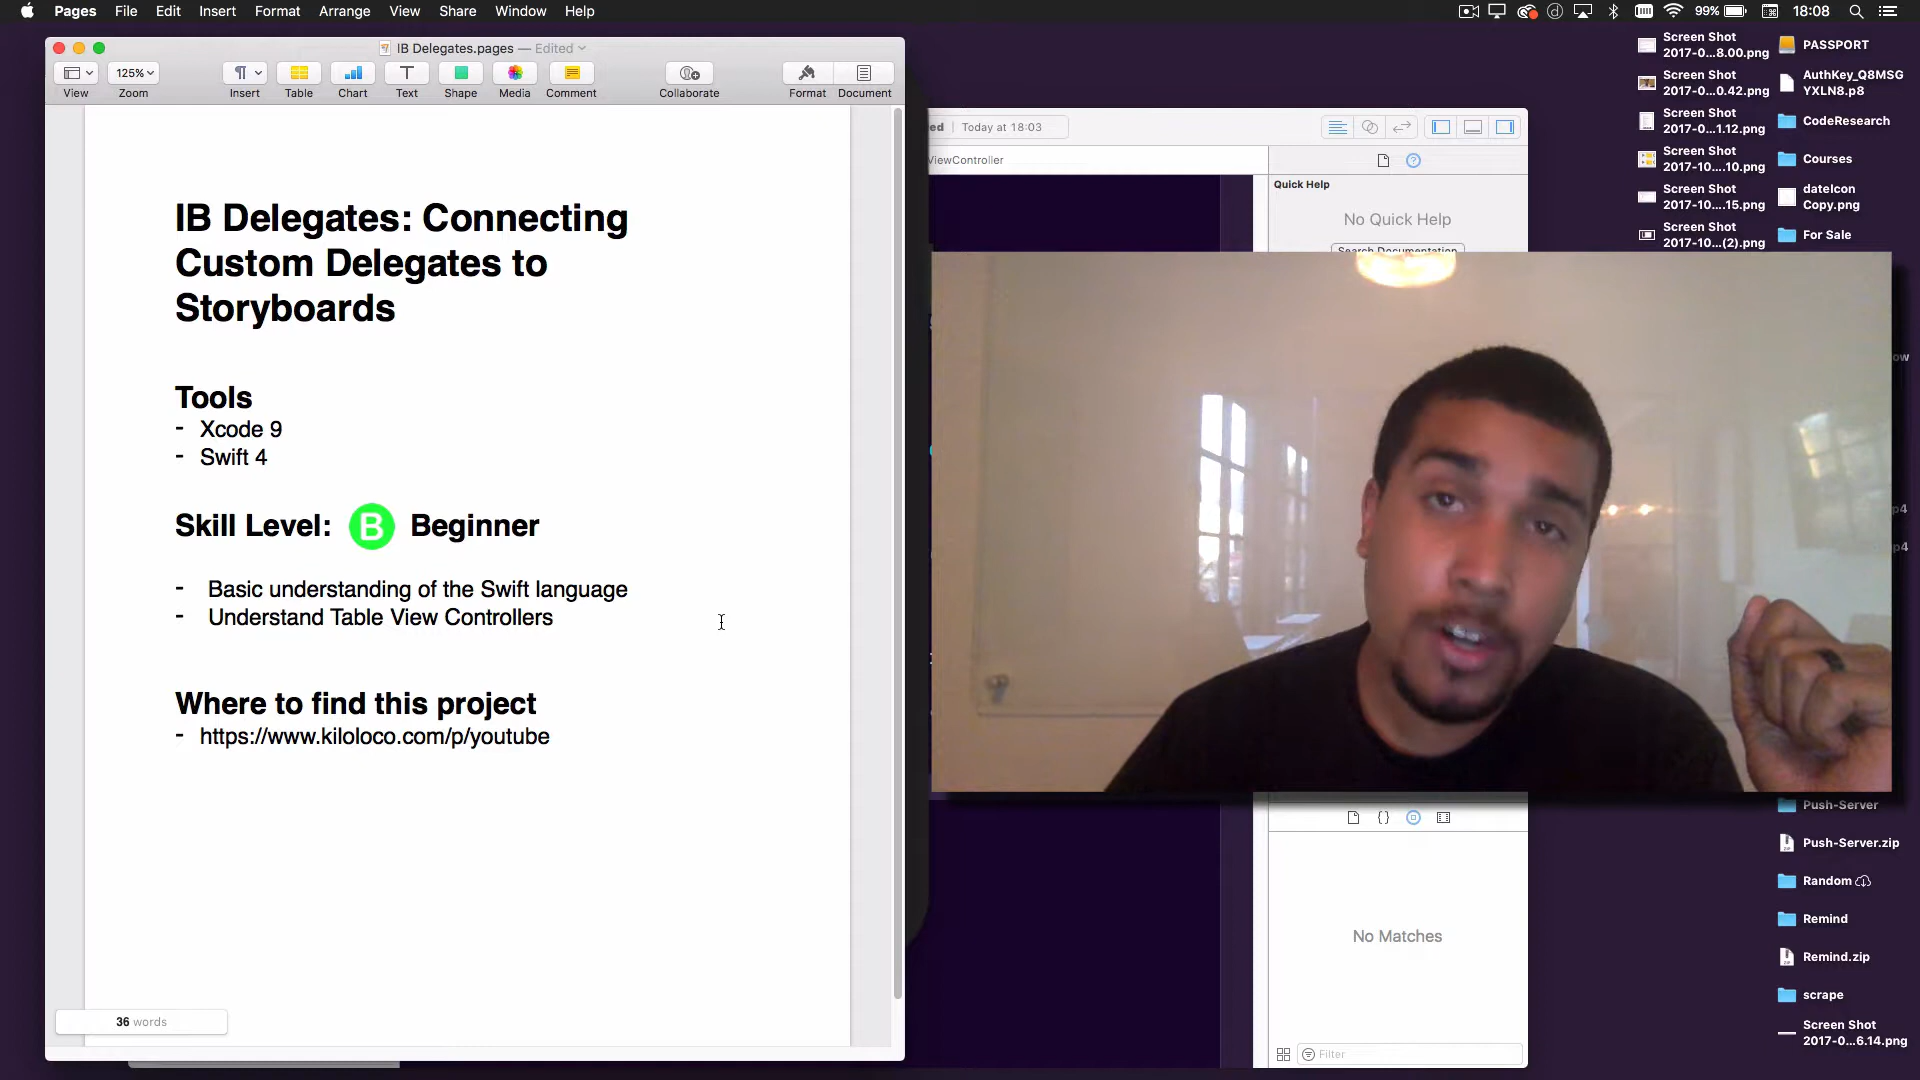 Pages File Edit Insert Format Arrange View Share Window Help
99% 18:08
IB Delegates.pages — Edited
125%
View Zoom Insert Table Chart Text Shape Media Comment Collaborate Format Document
IB Delegates: Connecting
Custom Delegates to
Storyboards
Tools
- Xcode 9
- Swift 4
Skill Level: B Beginner
- Basic understanding of the Swift language
- Understand Table View Controllers
Where to find this project
- https://www.kiloloco.com/p/youtube
36 words
ed | Today at 18:03
ViewController
Quick Help
No Quick Help
Search Documentation
No Matches
Filter
Screen Shot
2017-0...8.00.png
Screen Shot
2017-0...0.42.png
Screen Shot
2017-0...1.12.png
Screen Shot
2017-10....10.png
Screen Shot
2017-10....15.png
Screen Shot
2017-10...(2).png
PASSPORT
AuthKey_Q8MSG
YXLN8.p8
CodeResearch
Courses
dateIcon
Copy.png
For Sale
ow
p4
p4
Push-Server
Push-Server.zip
Random
Remind
Remind.zip
scrape
Screen Shot
2017-0...6.14.png